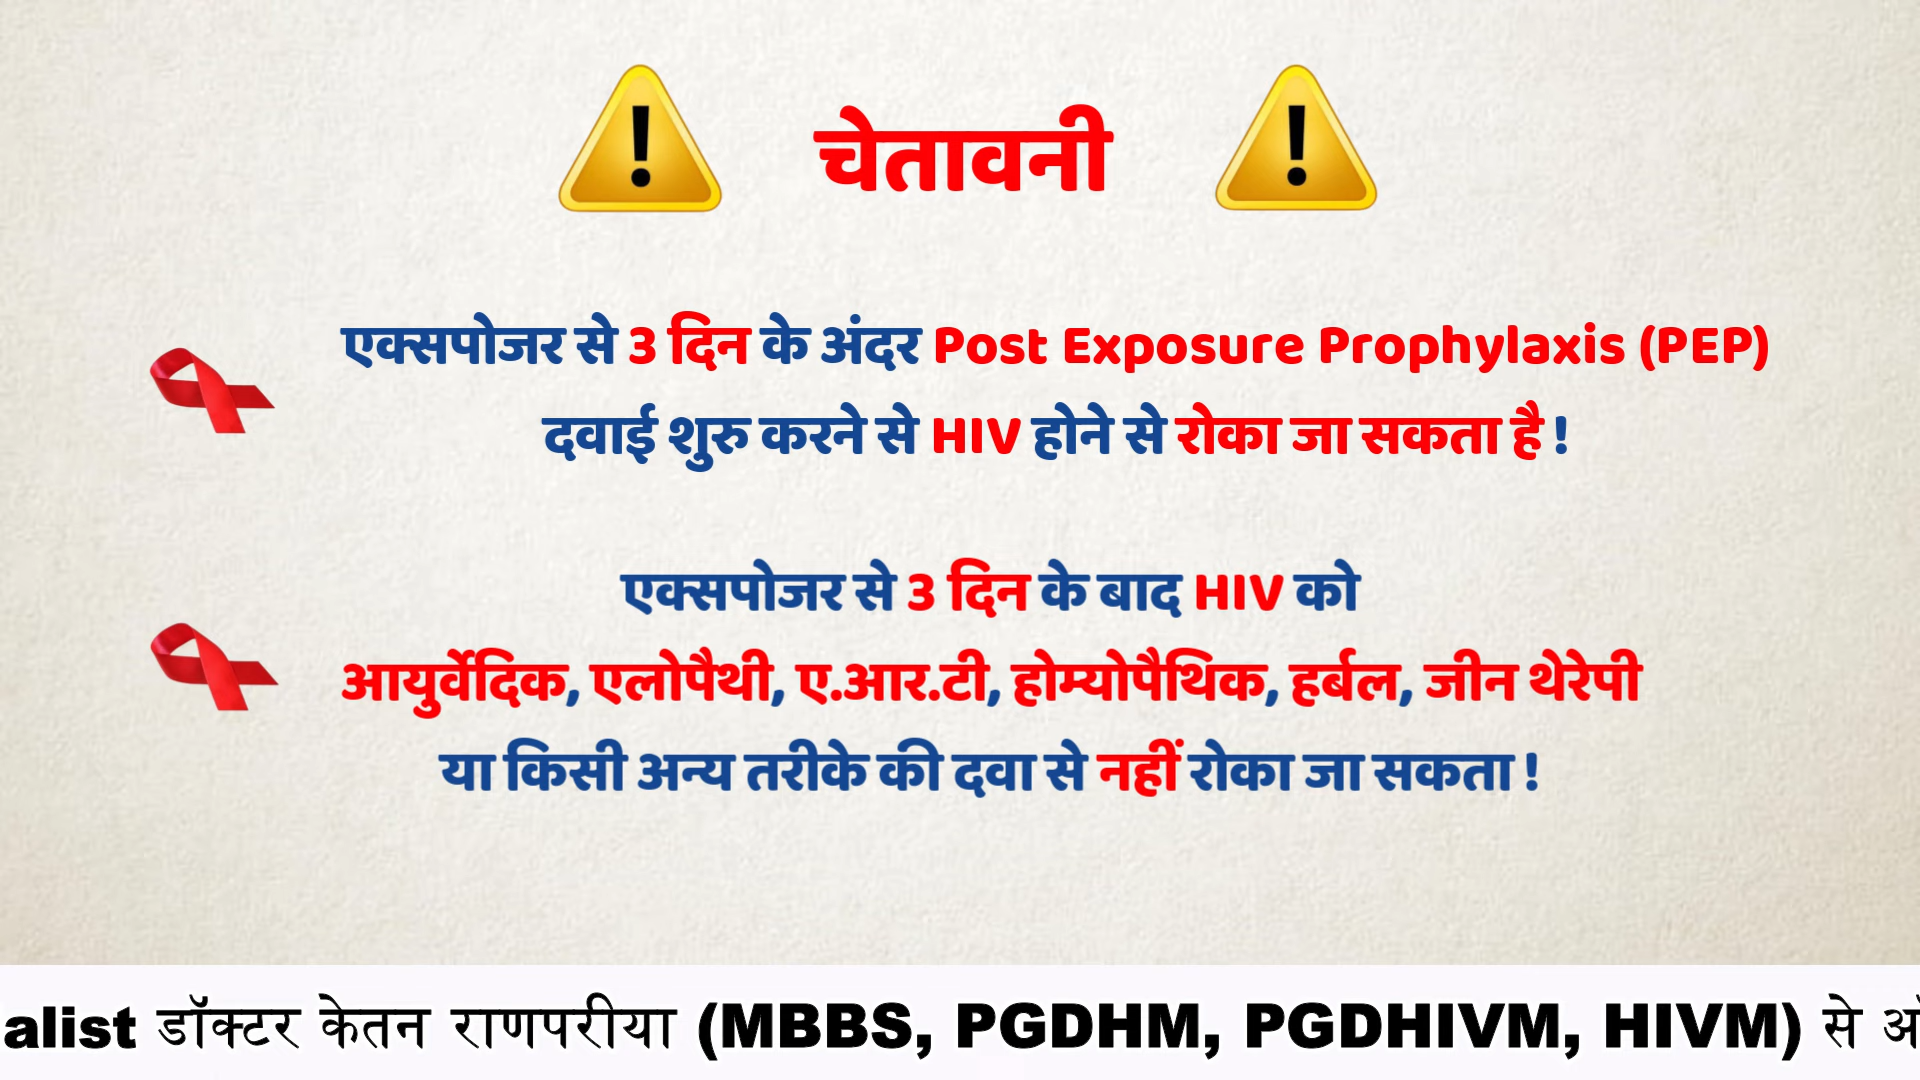 चेतावनी
एक्सपोजर से 3 दिन के अंदर Post Exposure Prophylaxis (PEP)
दवाई शुरु करने से HIV होने से रोका जा सकता है !
एक्सपोजर से 3 दिन के बाद HIV को
आयुर्वेदिक, एलोपैथी, ए.आर.टी, होम्योपैथिक, हर्बल, जीन थेरेपी
या किसी अन्य तरीके की दवा से नहीं रोका जा सकता !
alist डॉक्टर केतन राणपरीया (MBBS, PGDHM, PGDHIVM, HIVM) से